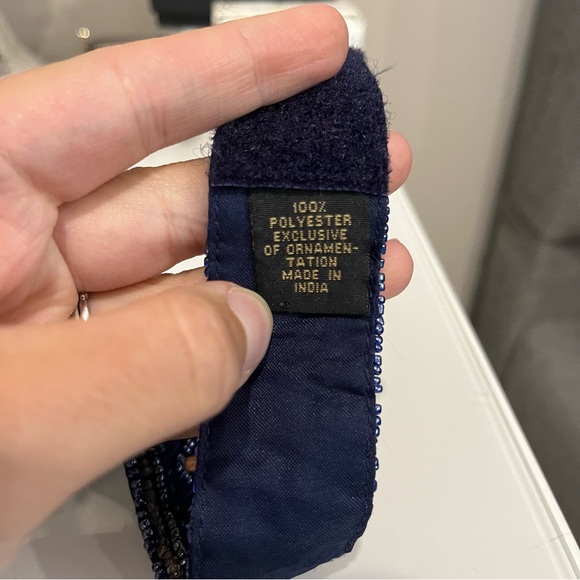 100%
POLYESTER
EXCLUSIVE
OF ORNAMEN-
TATION
MADE IN
INDIA